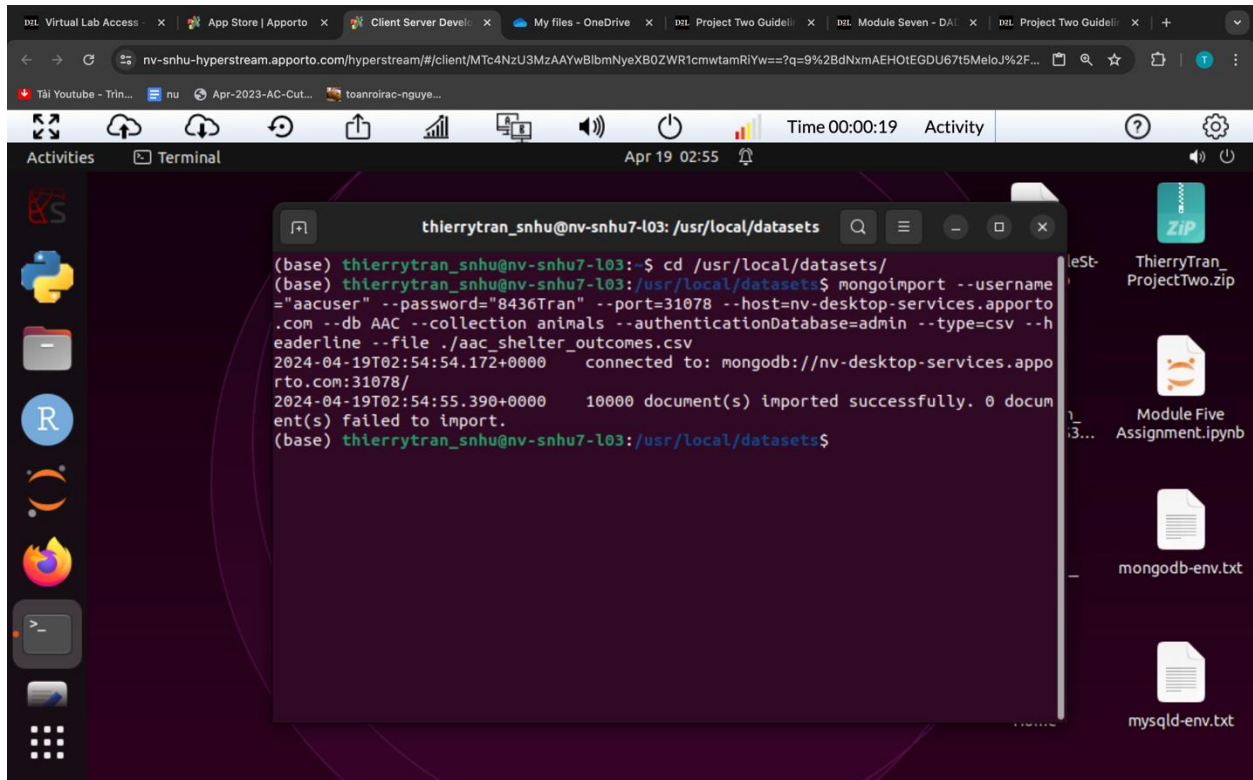 Virtual Lab Access -
App Store | Apporto
Client Server Develo
My files - OneDrive
Project Two Guidelin
Module Seven - DAD
Project Two Guidelin
nv-snhu-hyperstream.apporto.com/hyperstream/#/client/MTc4NzU3MzAAYwBlbmNyeXB0ZWR1cmwtamRiYw==?q=9%2BdNxmAEHOtEGDU67t5MeloJ%2F...
T
Tải Youtube - Trìn...
nu
Apr-2023-AC-Cut...
toanroirac-nguye...
Time 00:00:19
Activity
Activities
Terminal
Apr 19 02:55
thierrytran_snhu@nv-snhu7-l03: /usr/local/datasets
(base) thierrytran_snhu@nv-snhu7-l03:~$ cd /usr/local/datasets/
(base) thierrytran_snhu@nv-snhu7-l03:/usr/local/datasets$ mongoimport --username
="aacuser" --password="8436Tran" --port=31078 --host=nv-desktop-services.apporto
.com --db AAC --collection animals --authenticationDatabase=admin --type=csv --h
eaderline --file ./aac_shelter_outcomes.csv
2024-04-19T02:54:54.172+0000 connected to: mongodb://nv-desktop-services.appo
rto.com:31078/
2024-04-19T02:54:55.390+0000 10000 document(s) imported successfully. 0 docum
ent(s) failed to import.
(base) thierrytran_snhu@nv-snhu7-l03:/usr/local/datasets$
ZIP
ThierryTran_
ProjectTwo.zip
Module Five
Assignment.ipynb
mongodb-env.txt
mysqld-env.txt